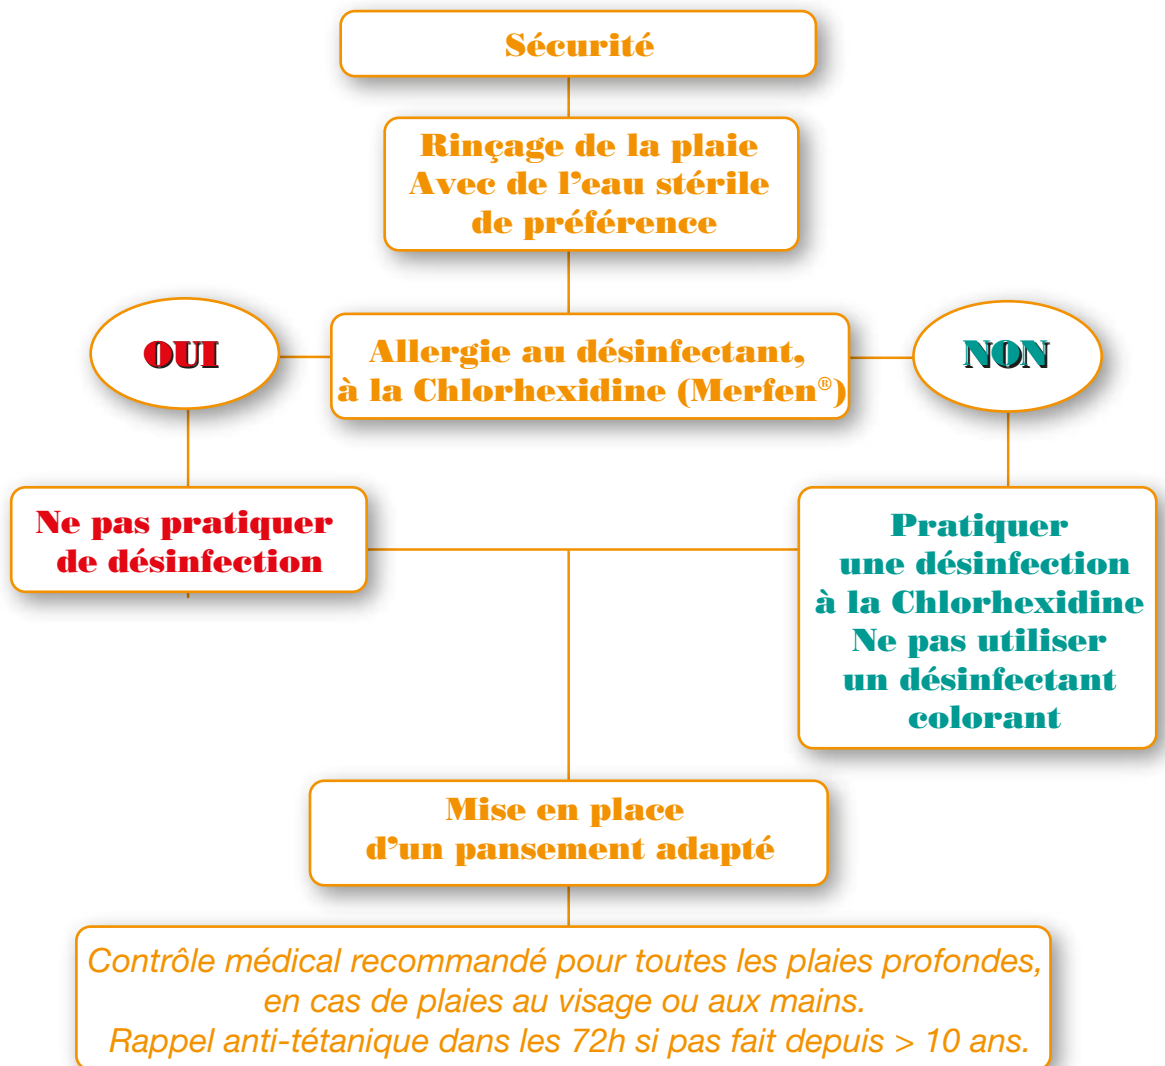 Sécurité
Rinçage de la plaie
Avec de l’eau stérile
de préférence
OUI
Allergie au désinfectant,
à la Chlorhexidine (Merfen®)
NON
Ne pas pratiquer
de désinfection
Pratiquer
une désinfection
à la Chlorhexidine
Ne pas utiliser
un désinfectant
colorant
Mise en place
d’un pansement adapté
Contrôle médical recommandé pour toutes les plaies profondes,
en cas de plaies au visage ou aux mains.
Rappel anti-tétanique dans les 72h si pas fait depuis > 10 ans.